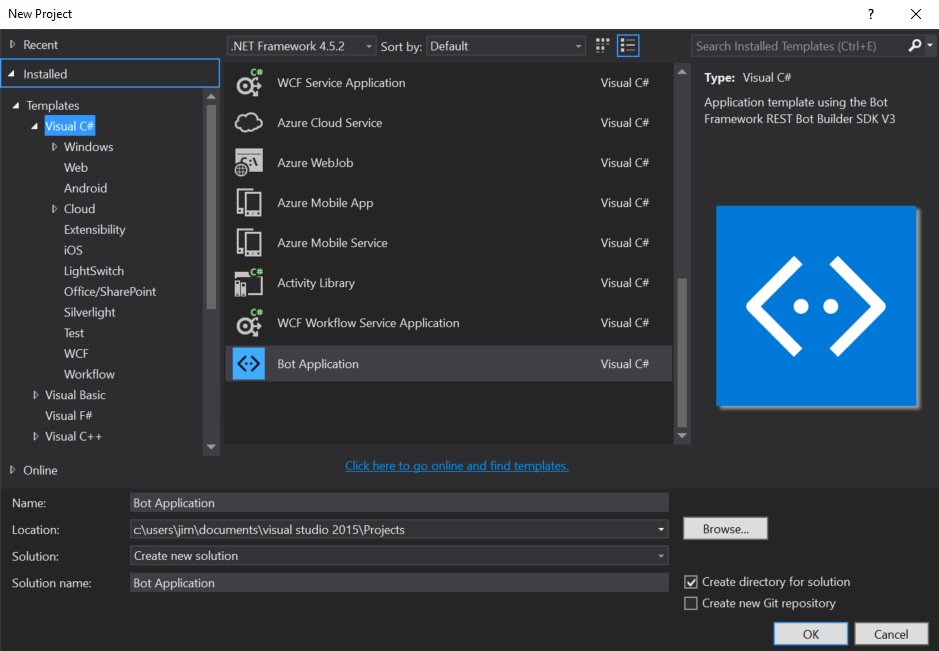 New Project
?
Recent
.NET Framework 4.5.2 Sort by: Default
Search Installed Templates (Ctrl+E)
Installed
Templates
Visual C#
Windows
Web
Android
Cloud
Extensibility
iOS
LightSwitch
Office/SharePoint
Silverlight
Test
WCF
Workflow
Visual Basic
Visual F#
Visual C++
Online
C#
WCF Service Application Visual C#
Azure Cloud Service Visual C#
Azure WebJob Visual C#
Azure Mobile App Visual C#
Azure Mobile Service Visual C#
C#
Activity Library Visual C#
C#
WCF Workflow Service Application Visual C#
Bot Application Visual C#
Click here to go online and find templates.
Type: Visual C#
Application template using the Bot
Framework REST Bot Builder SDK V3
Name: Bot Application
Location: c:\users\jim\documents\visual studio 2015\Projects Browse...
Solution: Create new solution
Solution name: Bot Application
Create directory for solution
Create new Git repository
OK Cancel